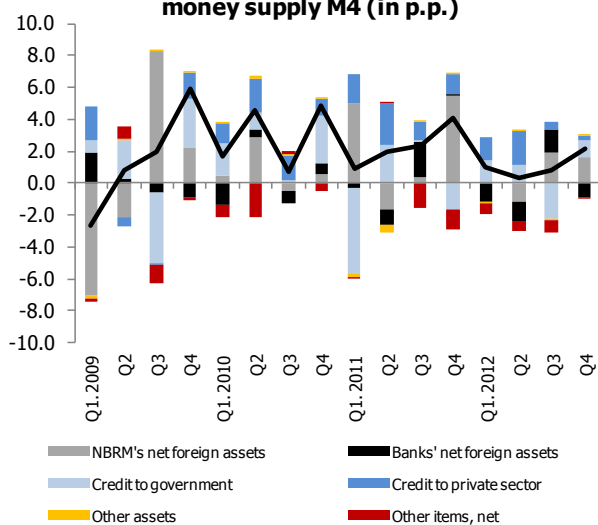 money supply M4 (in p.p.)
10.0
8.0
6.0
4.0
2.0
0.0
-2.0
-4.0
-6.0
-8.0
-10.0
Q1.2009 Q2 Q3 Q4 Q1.2010 Q2 Q3 Q4 Q1.2011 Q2 Q3 Q4 Q1.2012 Q2 Q3 Q4
NBRM's net foreign assets Banks' net foreign assets
Credit to government Credit to private sector
Other assets Other items, net